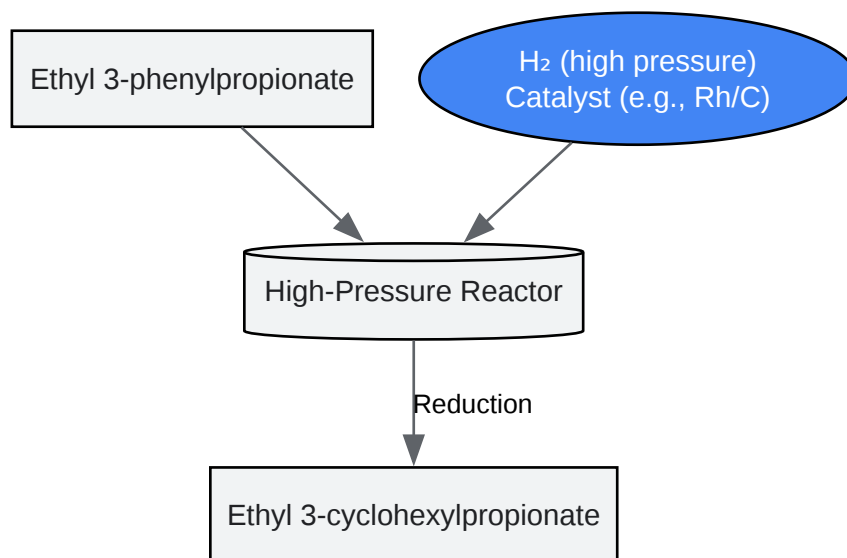 Ethyl 3-phenylpropionate
H₂ (high pressure)
Catalyst (e.g., Rh/C)
High-Pressure Reactor
Reduction
Ethyl 3-cyclohexylpropionate